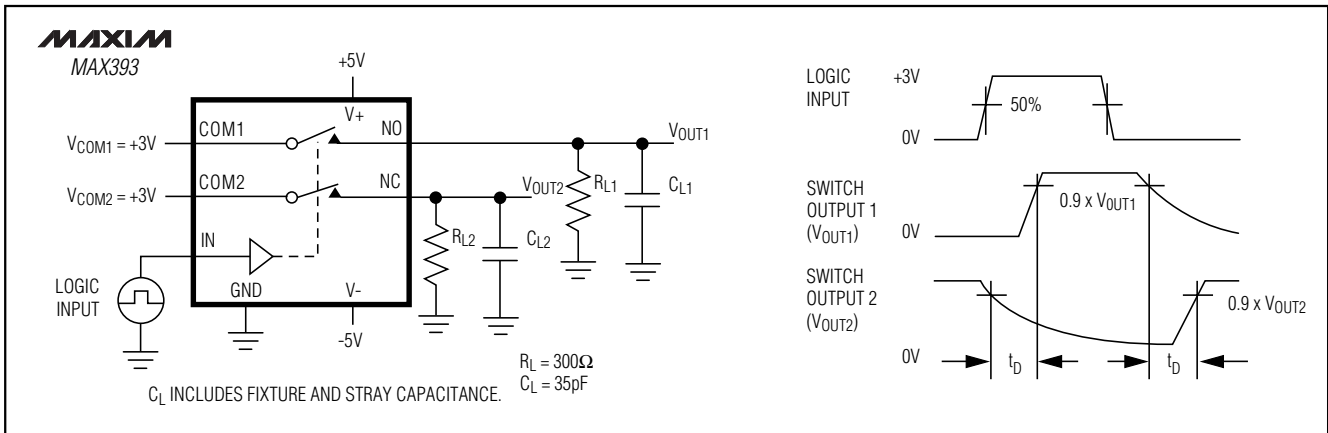 MAXIM
MAX393
+5V
V+
COM1
NO
VCOM1 = +3V
VOUT1
COM2
NC
VCOM2 = +3V
VOUT2
RL1
CL1
RL2
CL2
IN
LOGIC
INPUT
GND
V-
-5V
RL = 300Ω
CL = 35pF
CL INCLUDES FIXTURE AND STRAY CAPACITANCE.
LOGIC
INPUT
+3V
50%
0V
SWITCH
OUTPUT 1
(VOUT1)
0.9 x VOUT1
0V
SWITCH
OUTPUT 2
(VOUT2)
0.9 x VOUT2
0V
tD
tD